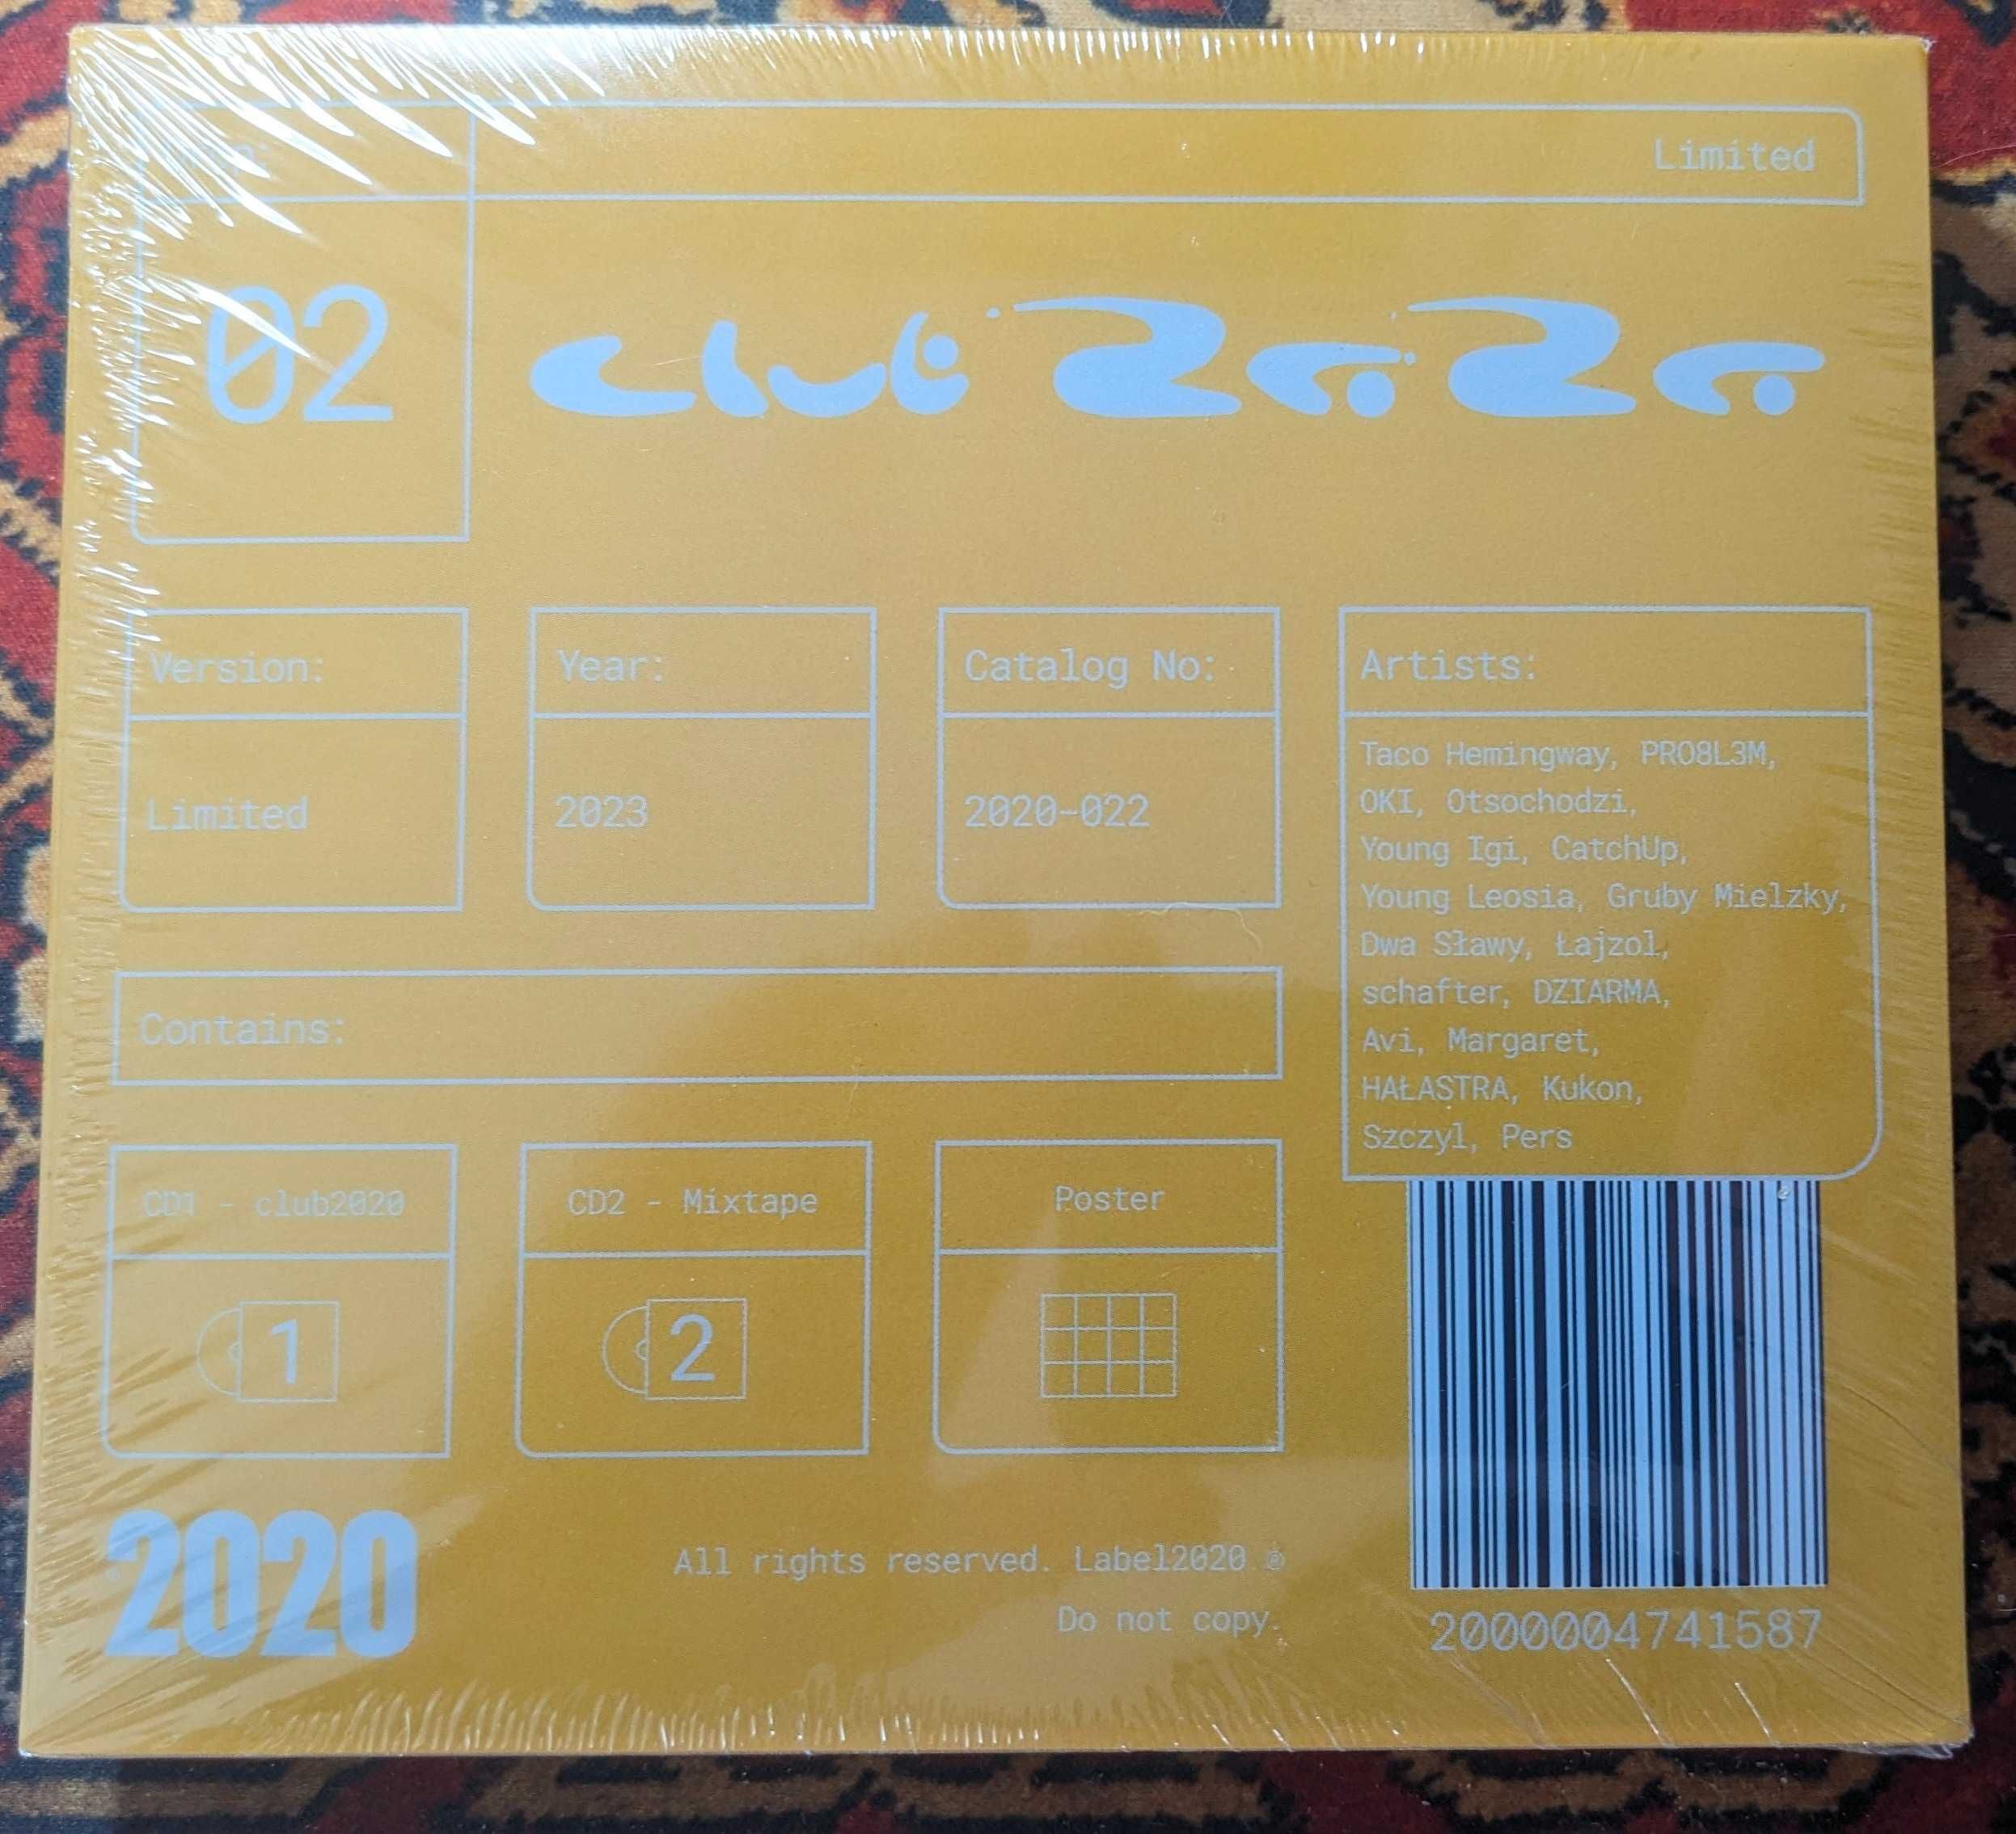 Limited
02
club2020
Version:
Limited
Year:
2023
Catalog No:
2020-022
Artists:
Taco Hemingway, PRO8L3M,
OKI, Otsochodzi,
Young Igi, CatchUp,
Young Leosia, Gruby Mielzky,
Dwa Sławy, Łajzol,
schafter, DZIARMA,
Avi, Margaret,
HAŁASTRA, Kukon,
Szczyl, Pers
Contains:
CD1 - club2020
1
CD2 - Mixtape
2
Poster
2020
All rights reserved. Label2020 ®
Do not copy.
2000004741587